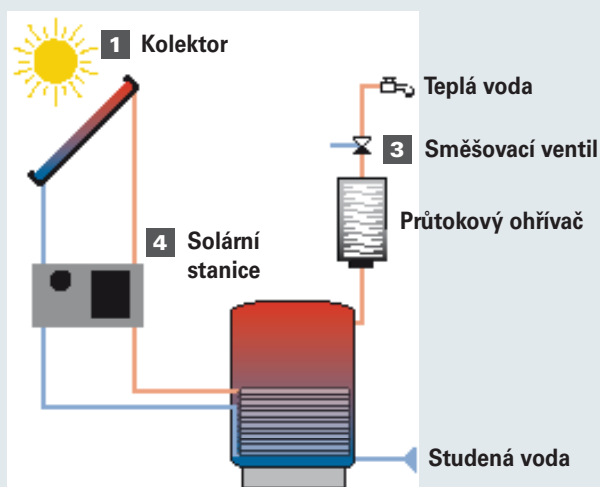 1 Kolektor
Teplá voda
3 Směšovací ventil
Průtokový ohřívač
4 Solární
stanice
Studená voda